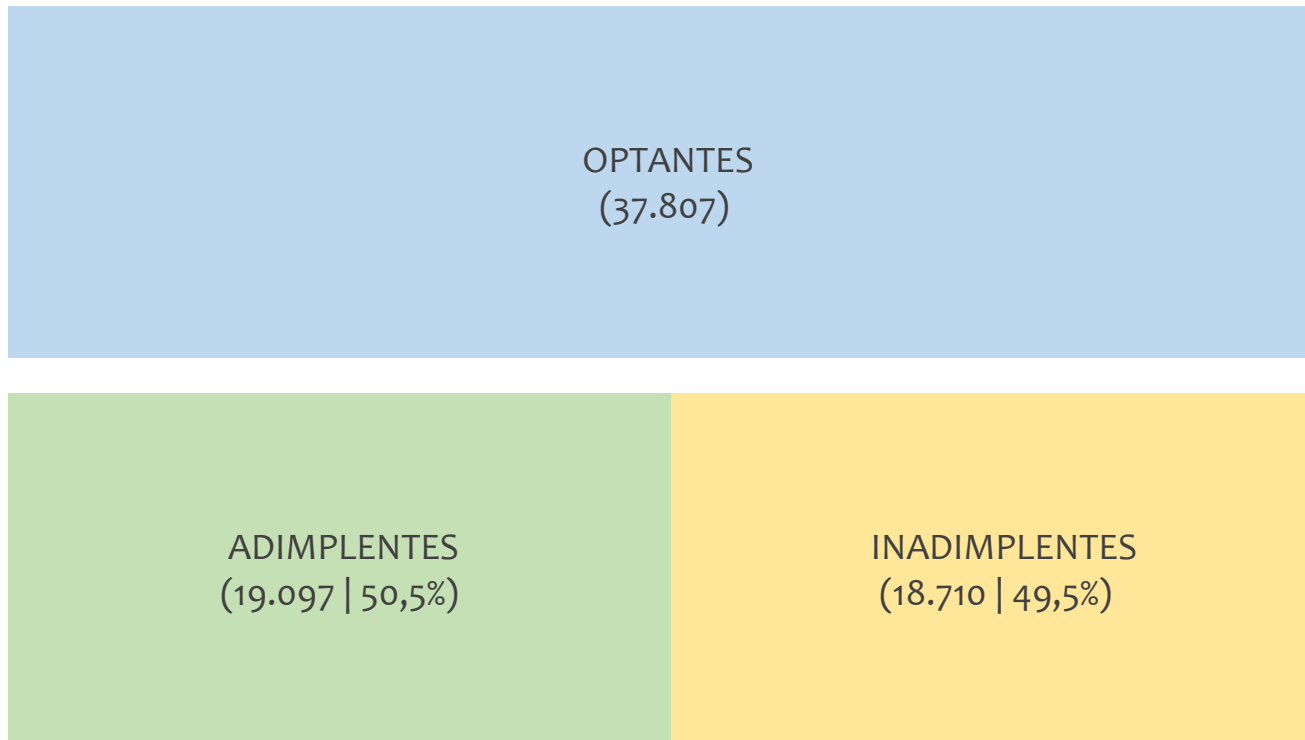 OPTANTES
(37.807)
ADIMPLENTES
(19.097 | 50,5%)
INADIMPLENTES
(18.710 | 49,5%)